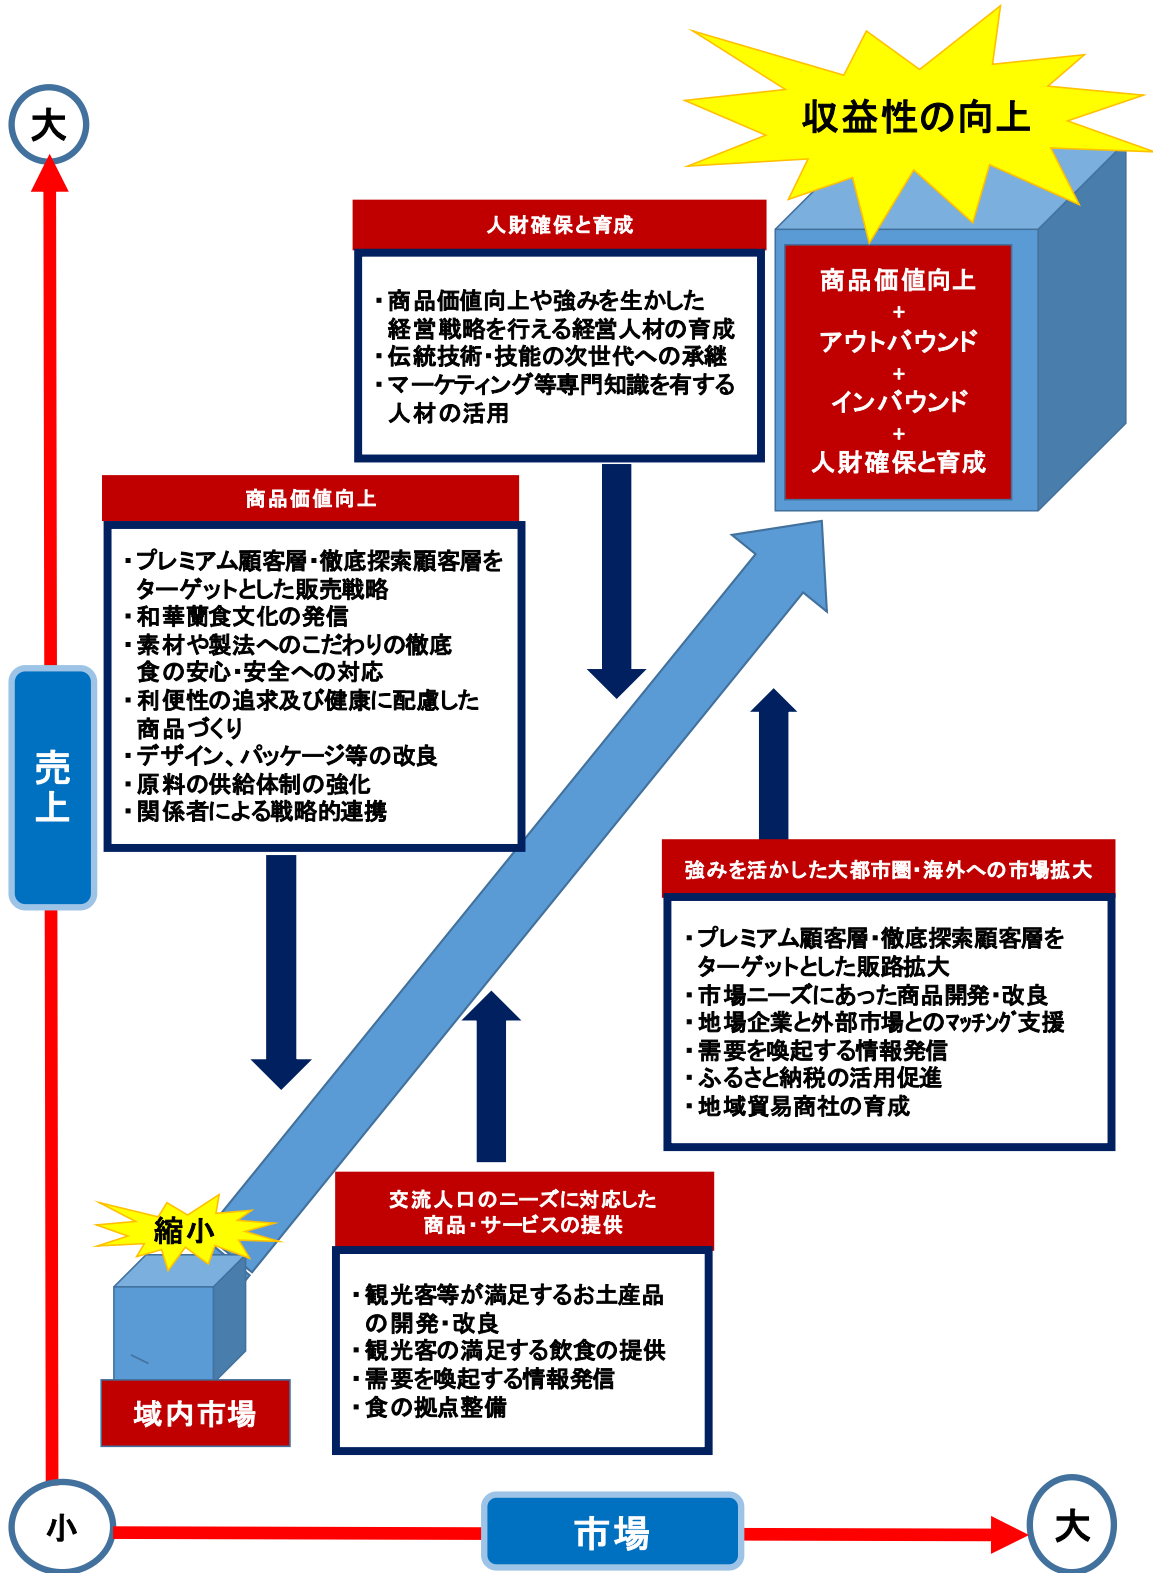 大
収益性の向上
人財確保と育成
・商品価値向上や強みを生かした
経営戦略を行える経営人材の育成
・伝統技術・技能の次世代への承継
・マーケティング等専門知識を有する
人材の活用
商品価値向上
+
アウトバウンド
+
インバウンド
+
人財確保と育成
商品価値向上
・プレミアム顧客層・徹底探索顧客層を
ターゲットとした販売戦略
・和華蘭食文化の発信
・素材や製法へのこだわりの徹底
食の安心・安全への対応
・利便性の追求及び健康に配慮した
商品づくり
・デザイン、パッケージ等の改良
・原料の供給体制の強化
・関係者による戦略的連携
売上
強みを活かした大都市圏・海外への市場拡大
・プレミアム顧客層・徹底探索顧客層を
ターゲットとした販路拡大
・市場ニーズにあった商品開発・改良
・地場企業と外部市場とのマッチング支援
・需要を喚起する情報発信
・ふるさと納税の活用促進
・地域貿易商社の育成
交流人口のニーズに対応した
商品・サービスの提供
・観光客等が満足するお土産品
の開発・改良
・観光客の満足する飲食の提供
・需要を喚起する情報発信
・食の拠点整備
縮小
域内市場
小
市場
大